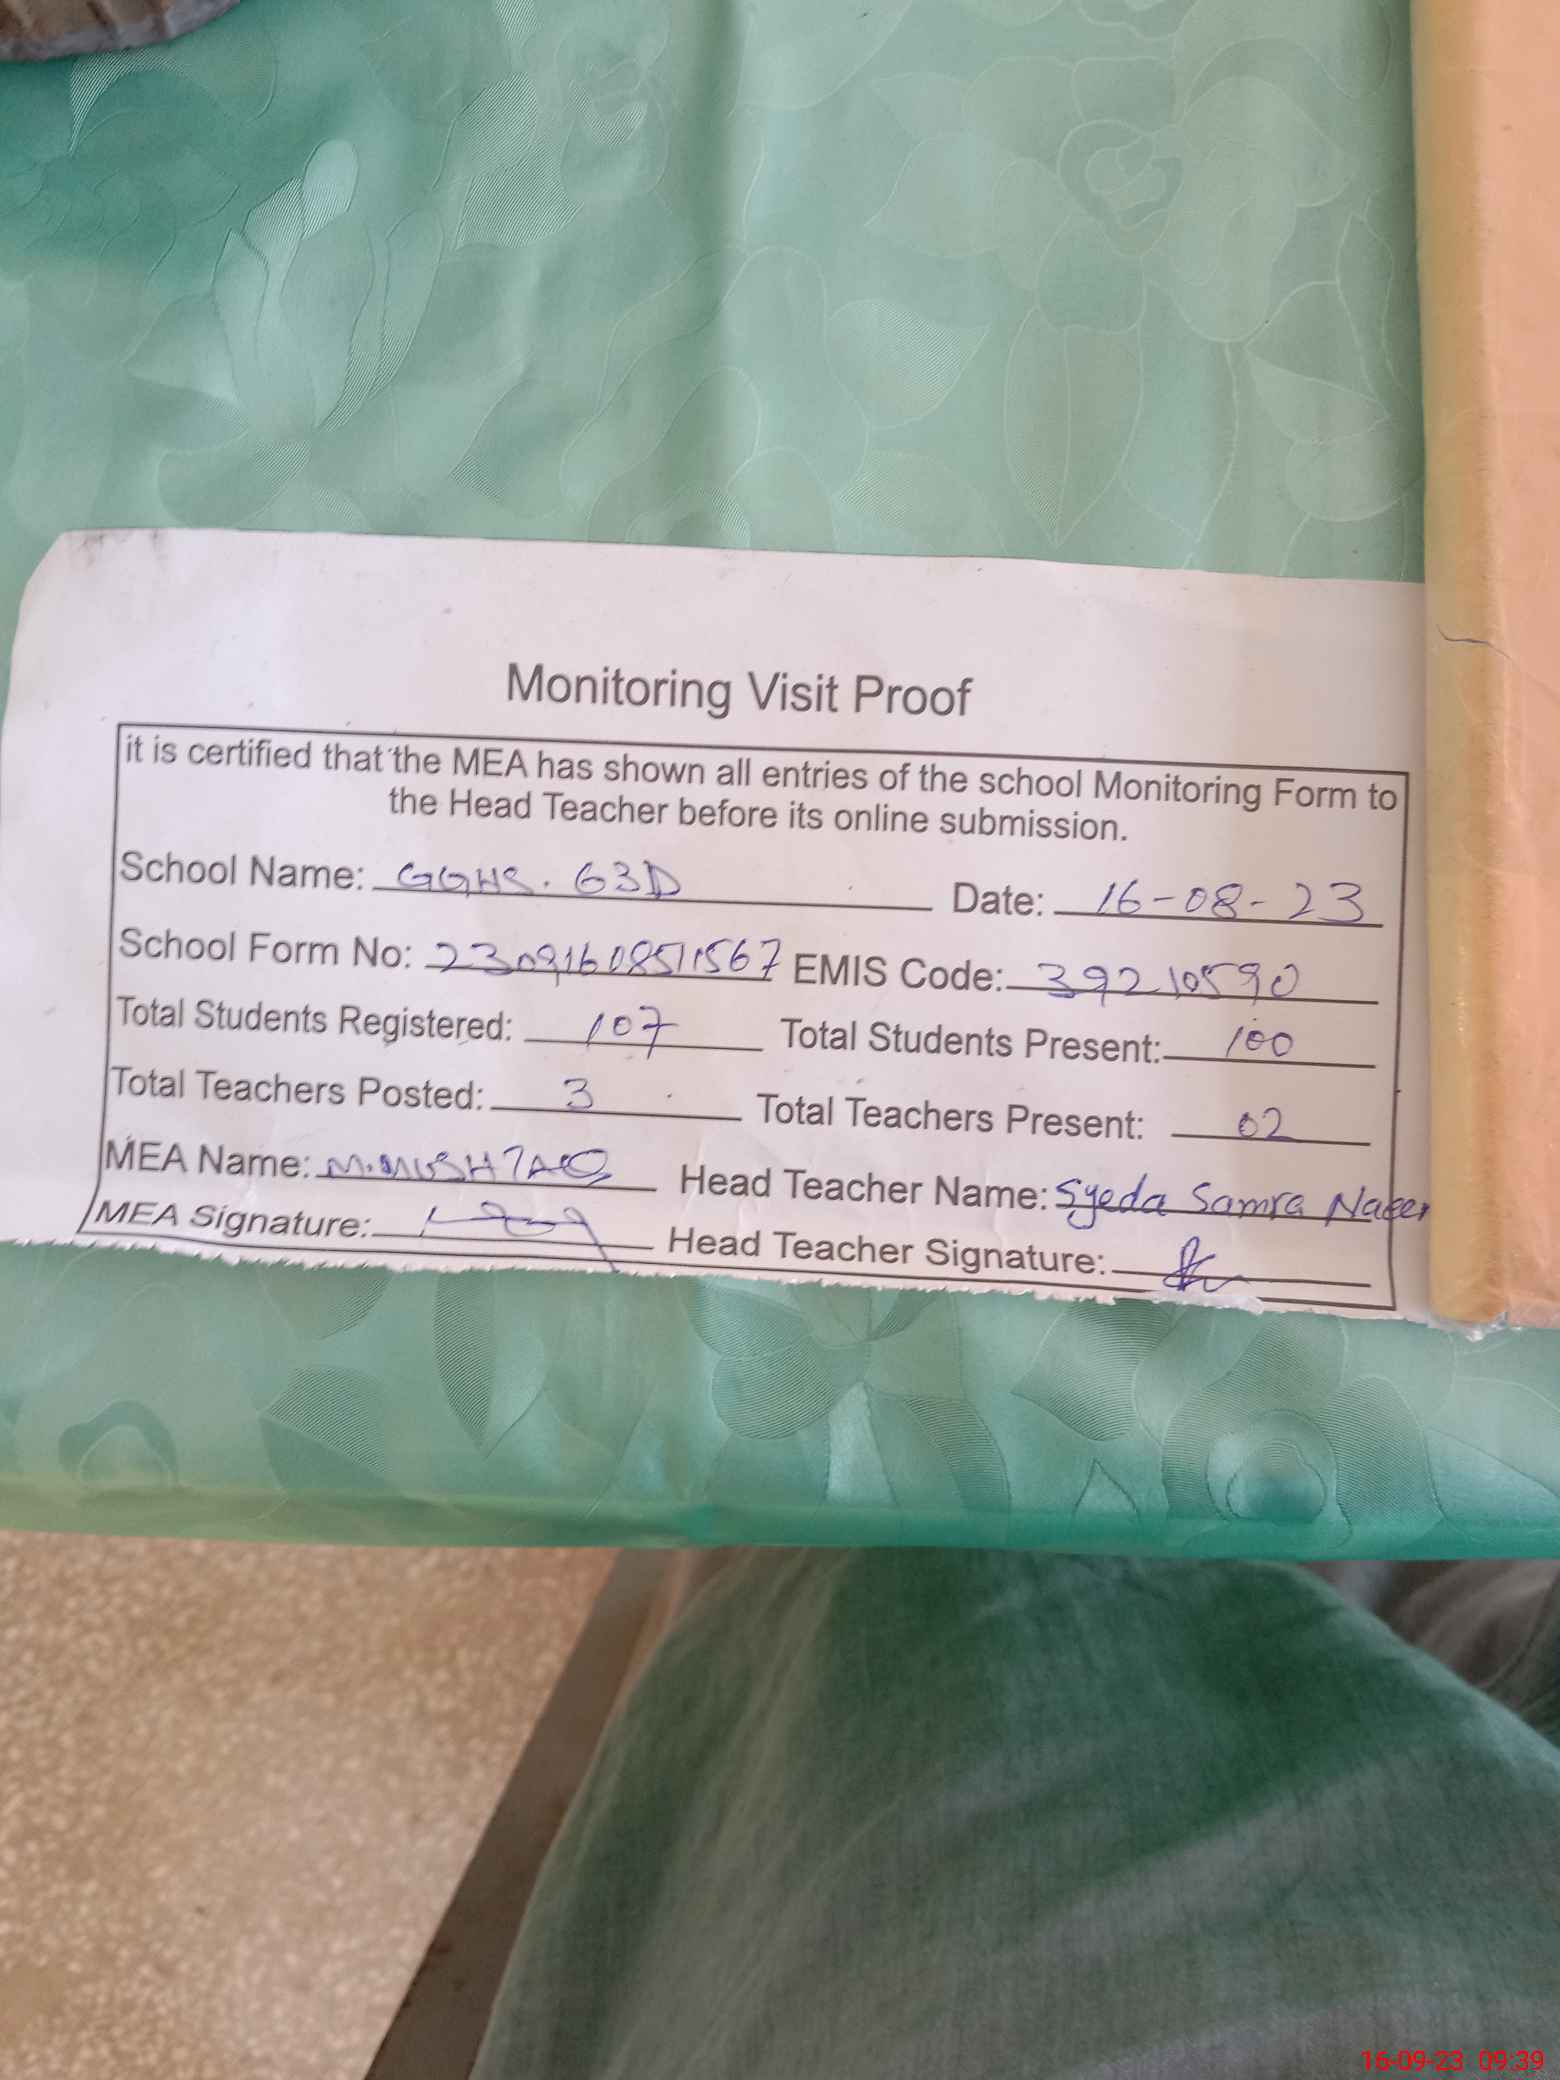 Monitoring Visit Proof
it is certified that the MEA has shown all entries of the school Monitoring Form to
the Head Teacher before its online submission.
School Name: GGHS. 63D Date: 16-08-23
School Form No: 2309160851567 EMIS Code: 39210590
Total Students Registered: 107 Total Students Present: 100
Total Teachers Posted: 3 Total Teachers Present: 02
MEA Name: M.MUSHTAQ Head Teacher Name: Syeda Samra Naeer
MEA Signature: Head Teacher Signature:
16-09-23 09:39